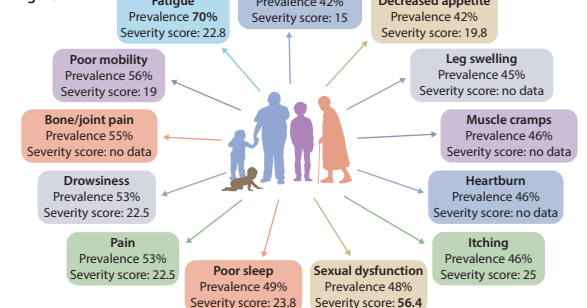 Fatigue
Prevalence 70%
Severity score: 22.8
Prevalence 42%
Severity score: 15
Decreased appetite
Prevalence 42%
Severity score: 19.8
Poor mobility
Prevalence 56%
Severity score: 19
Leg swelling
Prevalence 45%
Severity score: no data
Bone/joint pain
Prevalence 55%
Severity score: no data
Muscle cramps
Prevalence 46%
Severity score: no data
Drowsiness
Prevalence 53%
Severity score: 22.5
Heartburn
Prevalence 46%
Severity score: no data
Pain
Prevalence 53%
Severity score: 22.5
Itching
Prevalence 46%
Severity score: 25
Poor sleep
Prevalence 49%
Severity score: 23.8
Sexual dysfunction
Prevalence 48%
Severity score: 56.4